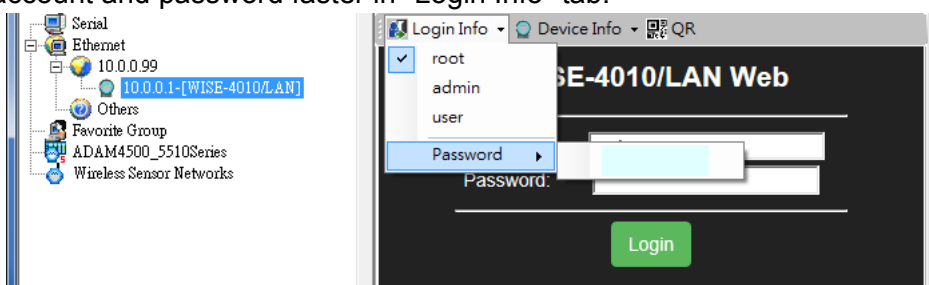 account and password faster in "Login Info" tab.
Serial
Ethernet
10.0.0.99
10.0.0.1-[WISE-4010/LAN]
Others
Favorite Group
ADAM4500_5510Series
Wireless Sensor Networks
Login Info Device Info QR
root
admin
user
Password
SE-4010/LAN Web
Password:
Login